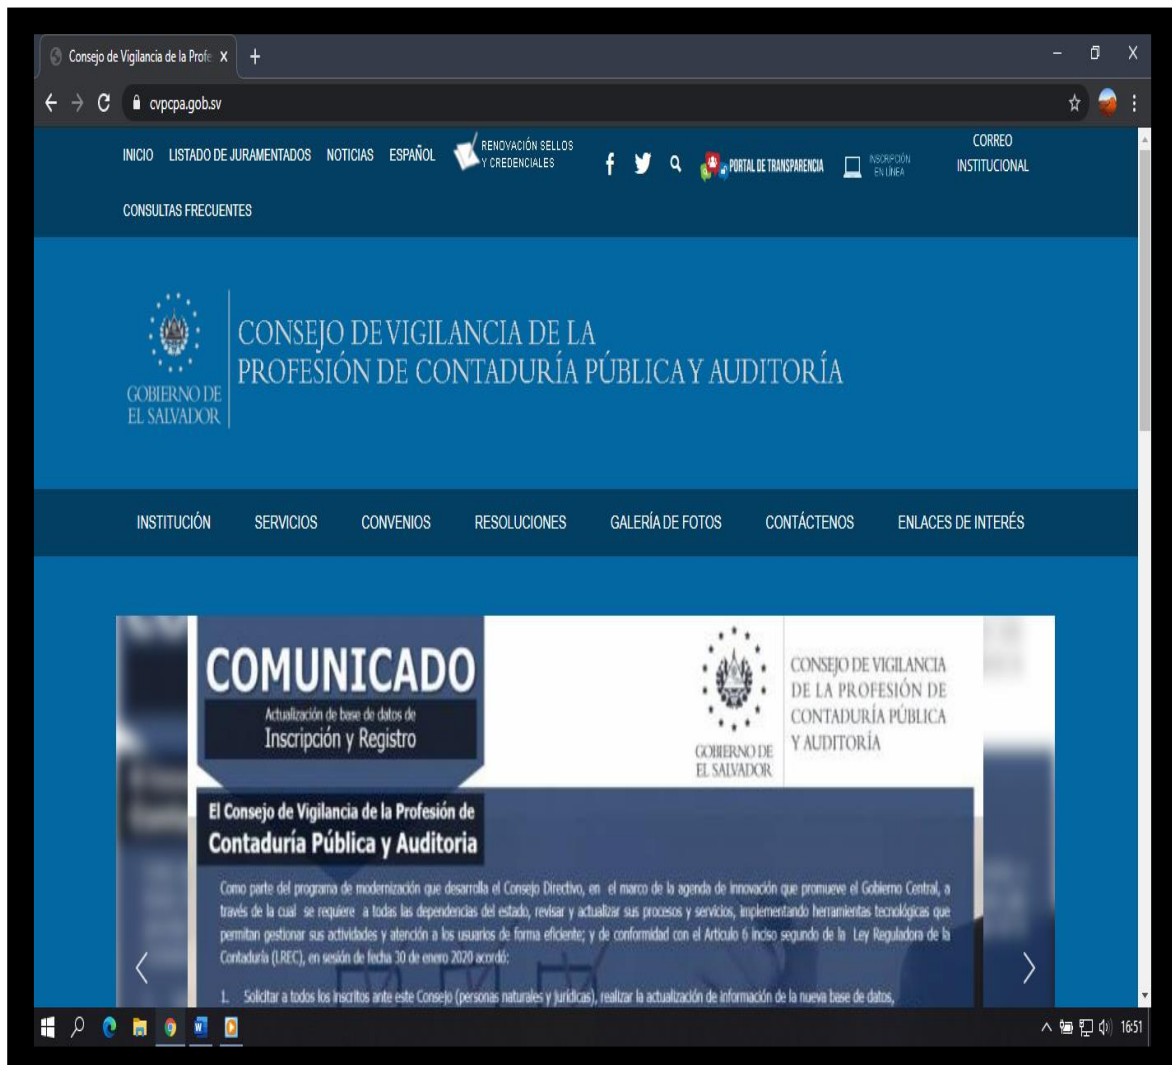 Consejo de Vigilancia de la Profe
cvpcpa.gob.sv
INICIO LISTADO DE JURAMENTADOS NOTICIAS ESPAÑOL RENOVACIÓN SELLOS Y CREDENCIALES PORTAL DE TRANSPARENCIA INSCRIPCIÓN EN LÍNEA CORREO INSTITUCIONAL
CONSULTAS FRECUENTES
GOBIERNO DE
EL SALVADOR
CONSEJO DE VIGILANCIA DE LA
PROFESIÓN DE CONTADURÍA PÚBLICA Y AUDITORÍA
INSTITUCIÓN SERVICIOS CONVENIOS RESOLUCIONES GALERÍA DE FOTOS CONTÁCTENOS ENLACES DE INTERÉS
COMUNICADO
Actualización de base de datos de
Inscripción y Registro
GOBIERNO DE
EL SALVADOR
CONSEJO DE VIGILANCIA
DE LA PROFESIÓN DE
CONTADURÍA PÚBLICA
Y AUDITORÍA
El Consejo de Vigilancia de la Profesión de
Contaduría Pública y Auditoria
Como parte del programa de modernización que desarrolla el Consejo Directivo, en el marco de la agenda de innovación que promueve el Gobierno Central, a
través de la cual se requiere a todas las dependencias del estado, revisar y actualizar sus procesos y servicios, implementando herramientas tecnológicas que
permitan gestionar sus actividades y atención a los usuarios de forma eficiente; y de conformidad con el Artículo 6 inciso segundo de la Ley Reguladora de la
Contaduría (LREC), en sesión de fecha 30 de enero 2020 acordó:
1. Solicitar a todos los inscritos ante este Consejo (personas naturales y jurídicas), realizar la actualización de información de la nueva base de datos,
16:51